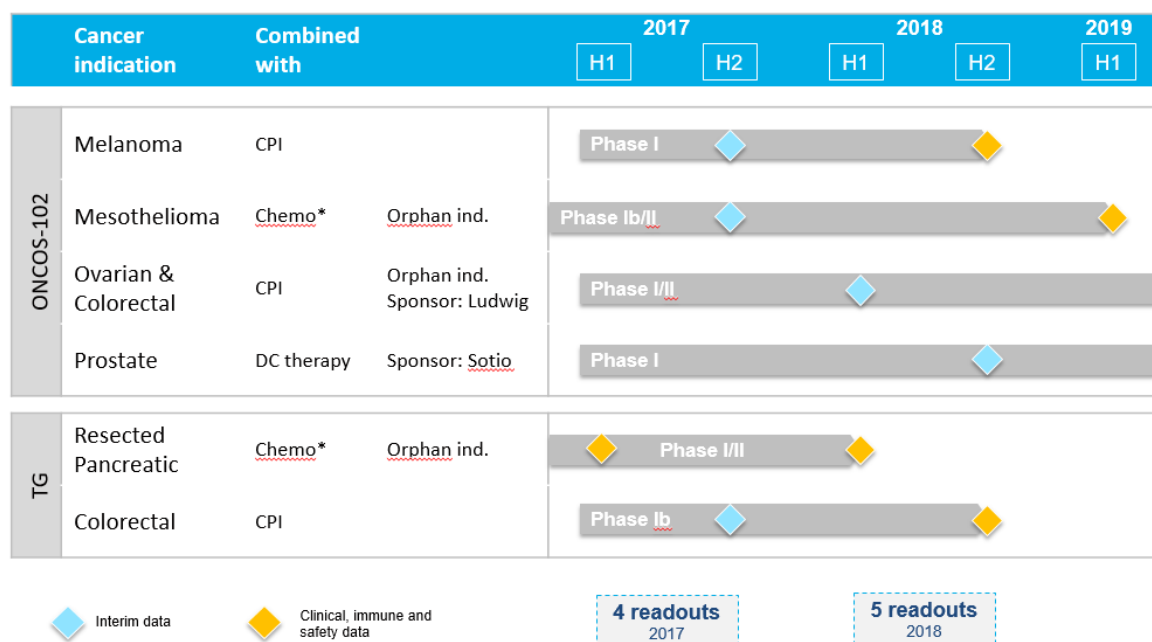 Cancer indication
Combined with
2017
2018
2019
H1
H2
H1
H2
H1
ONCOS-102
Melanoma
CPI
Phase I
Mesothelioma
Chemo*
Orphan ind.
Phase Ib/II
Ovarian &
Colorectal
CPI
Orphan ind.
Sponsor: Ludwig
Phase I/II
Prostate
DC therapy
Sponsor: Sotio
Phase I
TG
Resected
Pancreatic
Chemo*
Orphan ind.
Phase I/II
Colorectal
CPI
Phase Ib
Interim data
Clinical, immune and
safety data
4 readouts
2017
5 readouts
2018